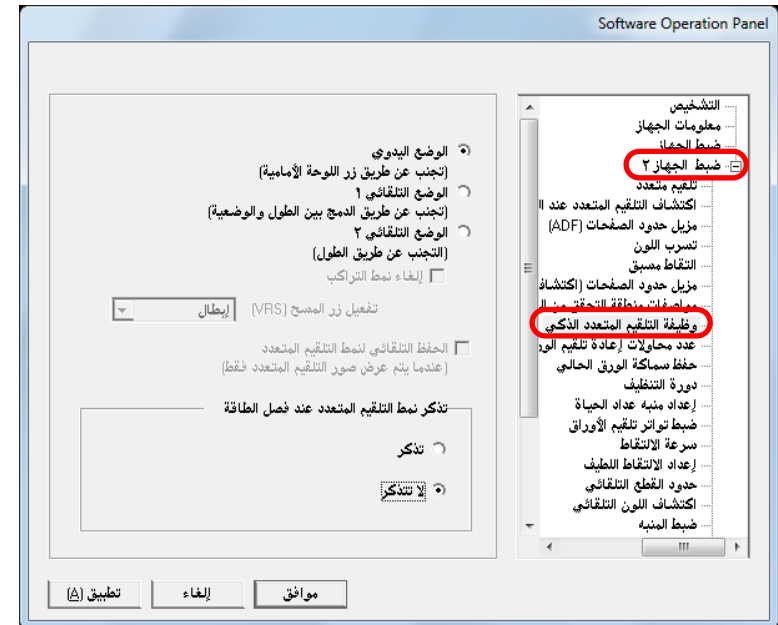 Software Operation Panel
التشخيص
معلومات الجهاز
ضبط الجهاز
ضبط الجهاز ٢
تلقيم متعدد
اكتشاف التلقيم المتعدد عند ا
مزيل حدود الصفحات (ADF)
تسرب اللون
التقاط مسبق
مزيل حدود الصفحات (اكتشاف
مواصفات منطقة التحقق من ال
وظيفة التلقيم المتعدد الذكي
عدد محاولات إعادة تلقيم الور
حفظ سماكة الورق الحالي
دورة التنظيف
إعداد منبه عداد الحياة
ضبط تواتر تلقيم الأوراق
سرعة الالتقاط
إعداد الالتقاط اللطيف
حدود القطع التلقائي
اكتشاف اللون التلقائي
ضبط المنبه
الوضع اليدوي
(تجنب عن طريق زر اللوحة الأمامية)
الوضع التلقائي ١
(تجنب عن طريق الدمج بين الطول والوضعية)
الوضع التلقائي ٢
(التجنب عن طريق الطول)
إلغاء نمط التراكب
تفعيل زر المسح (VRS) إبطال
الحفظ التلقائي لنمط التلقيم المتعدد
(عندما يتم عرض صور التلقيم المتعدد فقط)
تذكر نمط التلقيم المتعدد عند فصل الطاقة
تذكر
لا تتذكر
موافق
إلغاء
تطبيق (A)